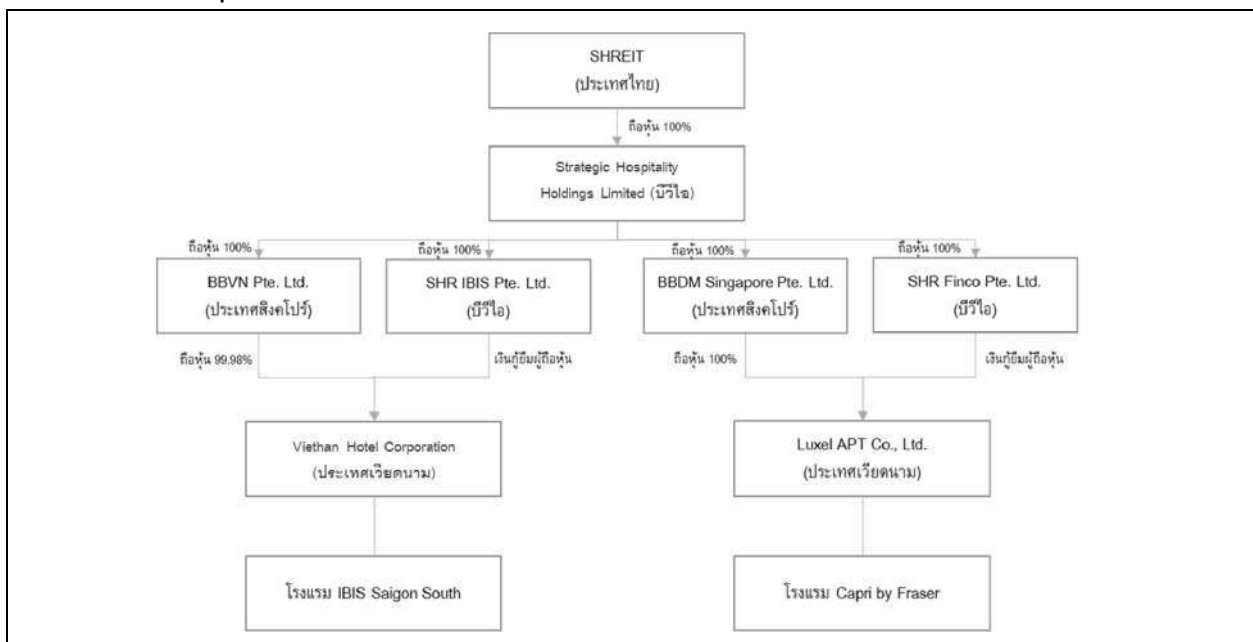 SHREIT
(ประเทศไทย)
ถือหุ้น 100%
Strategic Hospitality
Holdings Limited (บีวีไอ)
ถือหุ้น 100%
ถือหุ้น 100%
ถือหุ้น 100%
ถือหุ้น 100%
BBVN Pte. Ltd.
(ประเทศสิงคโปร์)
SHR IBIS Pte. Ltd.
(บีวีไอ)
BBDM Singapore Pte. Ltd.
(ประเทศสิงคโปร์)
SHR Finco Pte. Ltd.
(บีวีไอ)
ถือหุ้น 99.98%
เงินกู้ยืมผู้ถือหุ้น
ถือหุ้น 100%
เงินกู้ยืมผู้ถือหุ้น
Viethan Hotel Corporation
(ประเทศเวียดนาม)
Luxel APT Co., Ltd.
(ประเทศเวียดนาม)
โรงแรม IBIS Saigon South
โรงแรม Capri by Fraser